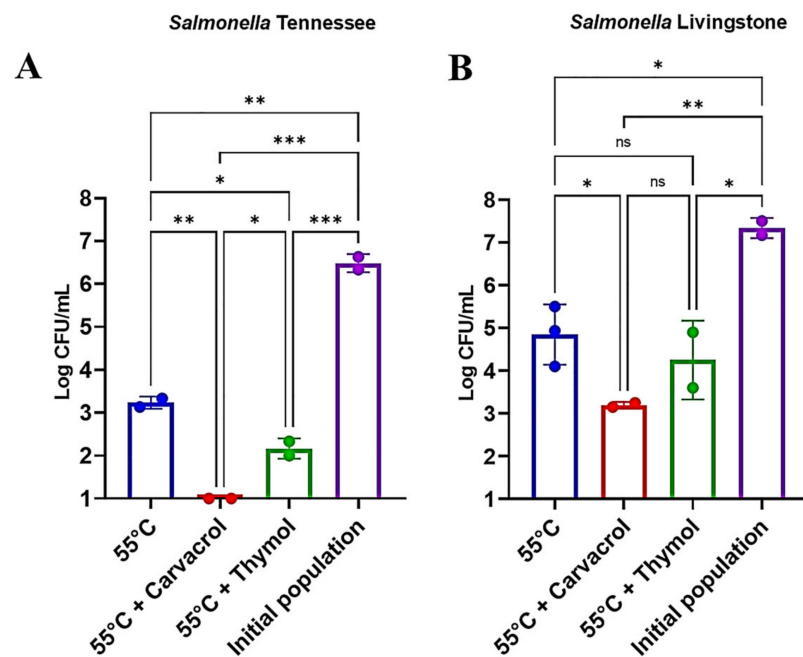 Salmonella Tennessee
A
**
***
*
**
*
***
8
7
6
5
4
3
2
1
Log CFU/mL
55°C
55°C + Carvacrol
55°C + Thymol
Initial population
Salmonella Livingstone
B
*
**
ns
*
ns
*
8
7
6
5
4
3
2
1
Log CFU/mL
55°C
55°C + Carvacrol
55°C + Thymol
Initial population